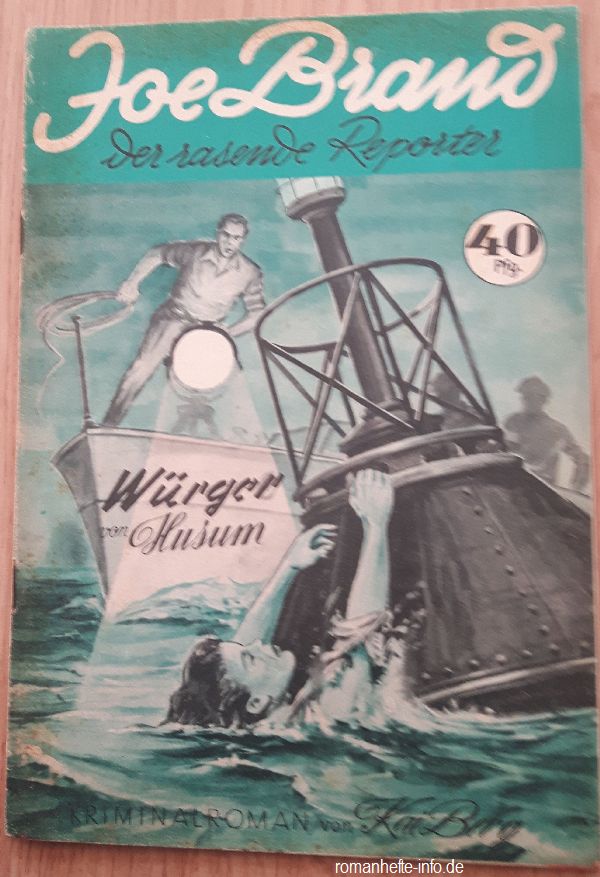 Joe Brand
der rasende Reporter
40
Pfg.
Würger
von Husum
KRIMINALROMAN von Kai Berg
romanhefte-info.de